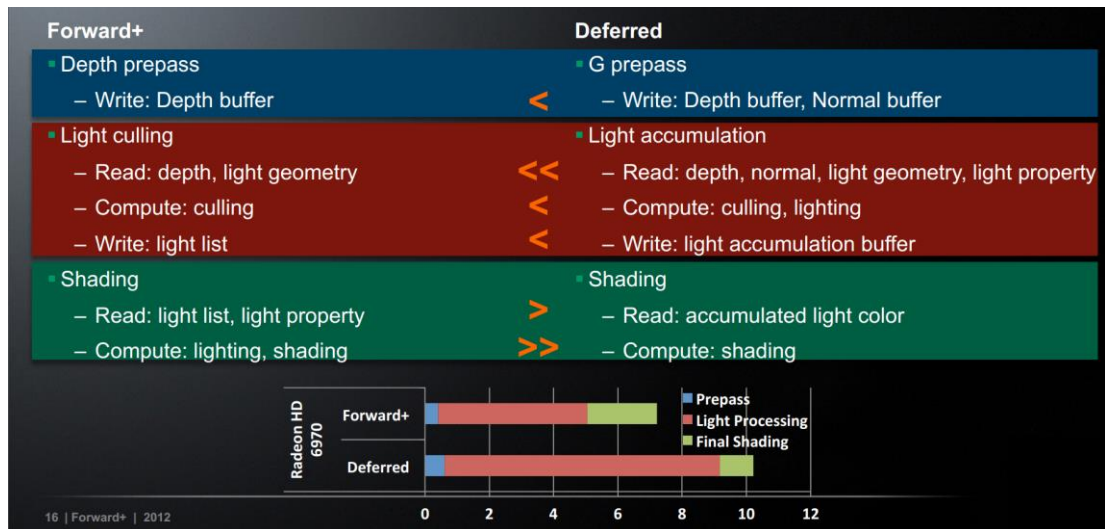 Forward+
Deferred
▪ Depth prepass
– Write: Depth buffer
<
▪ G prepass
– Write: Depth buffer, Normal buffer
▪ Light culling
– Read: depth, light geometry
<<
– Compute: culling
<
– Write: light list
<
▪ Light accumulation
– Read: depth, normal, light geometry, light property
– Compute: culling, lighting
– Write: light accumulation buffer
▪ Shading
– Read: light list, light property
>
– Compute: lighting, shading
>>
▪ Shading
– Read: accumulated light color
– Compute: shading
Radeon HD
6970
Forward+
Deferred
Prepass
Light Processing
Final Shading
0 2 4 6 8 10 12
16 | Forward+ | 2012